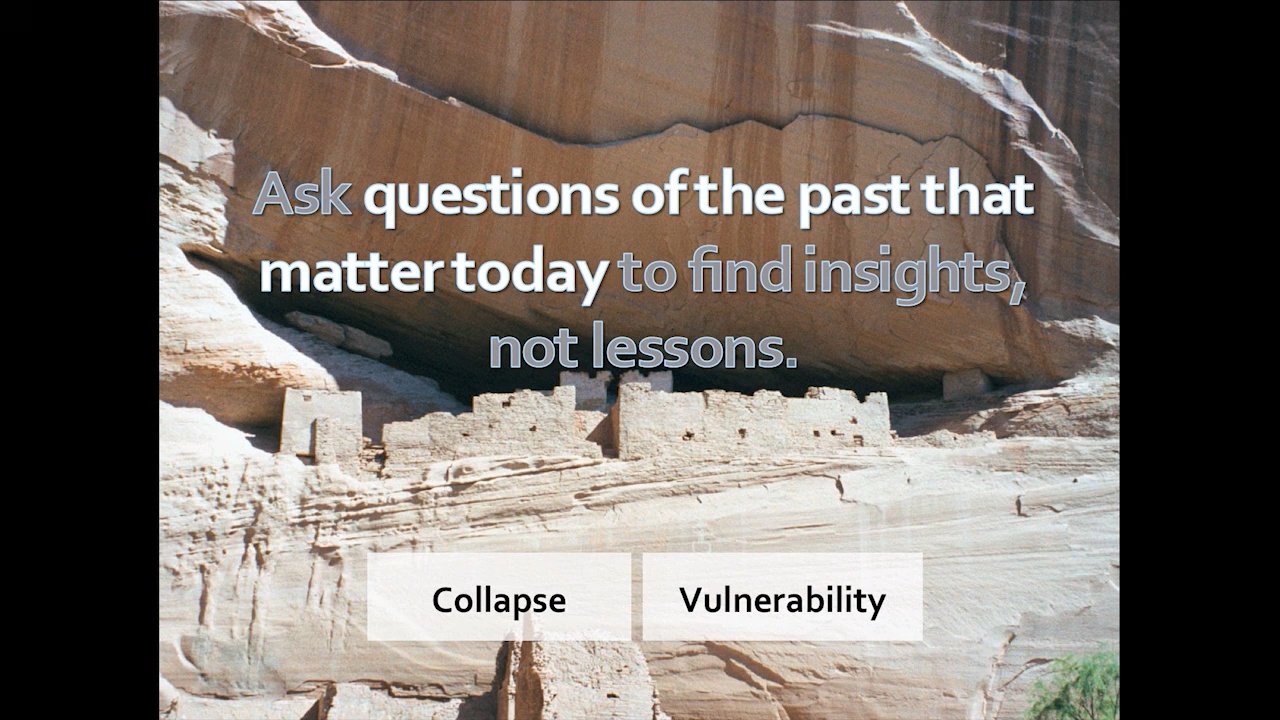 Ask questions of the past that
matter today to find insights,
not lessons.
Collapse
Vulnerability